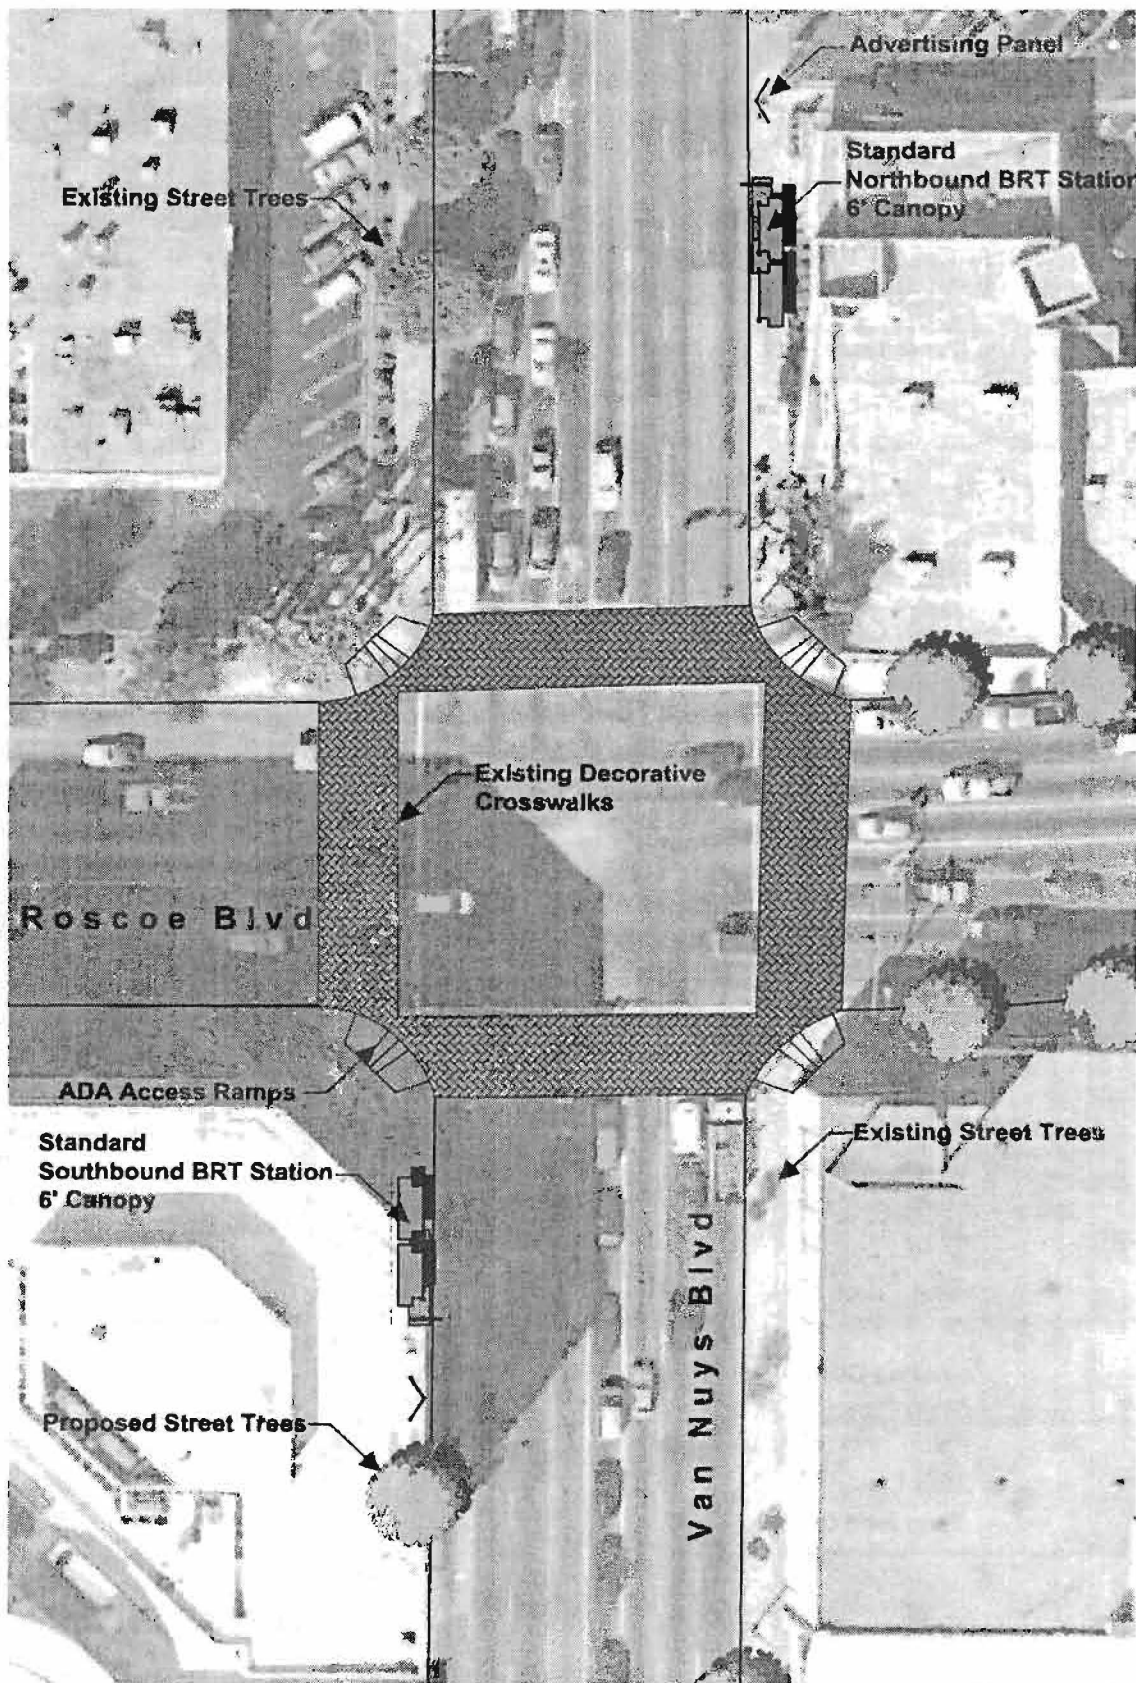 Advertising Panel
Standard
Northbound BRT Station
6' Canopy
Existing Street Trees
Existing Decorative
Crosswalks
Roscoe Blvd
ADA Access Ramps
Standard
Southbound BRT Station
6' Canopy
Existing Street Trees
Van Nuys Blvd
Proposed Street Trees